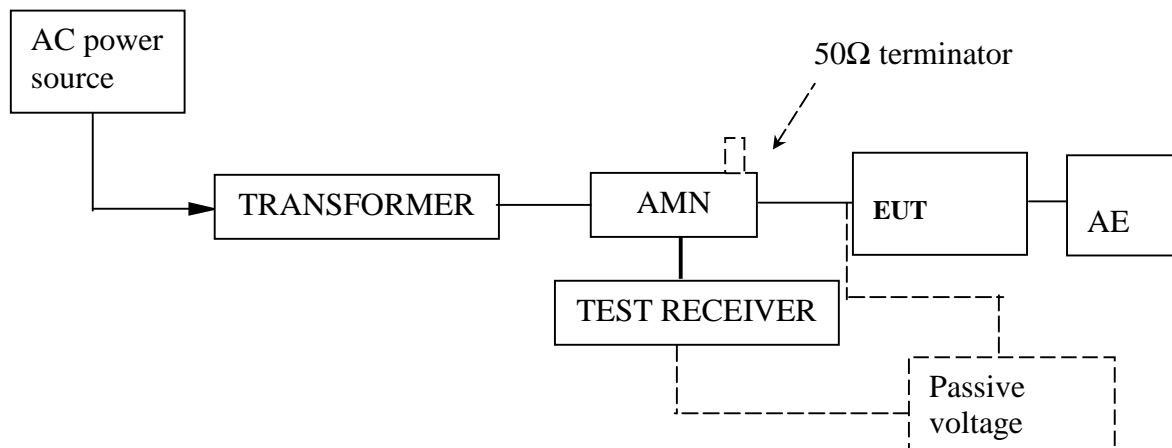 AC power
source
50Ω terminator
TRANSFORMER
AMN
EUT
AE
TEST RECEIVER
Passive
voltage